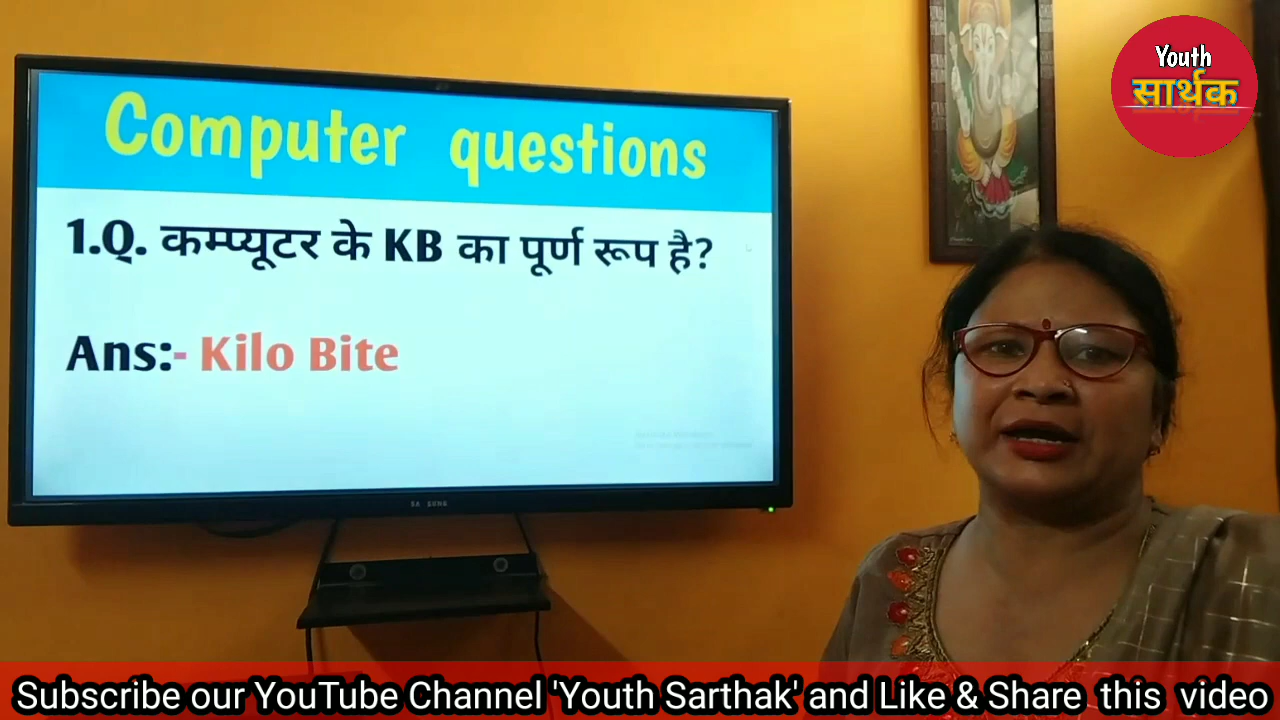 Youth
सार्थक
Computer questions
1.Q. कम्प्यूटर के KB का पूर्ण रूप है?
Ans:- Kilo Bite
Subscribe our YouTube Channel 'Youth Sarthak' and Like & Share this video